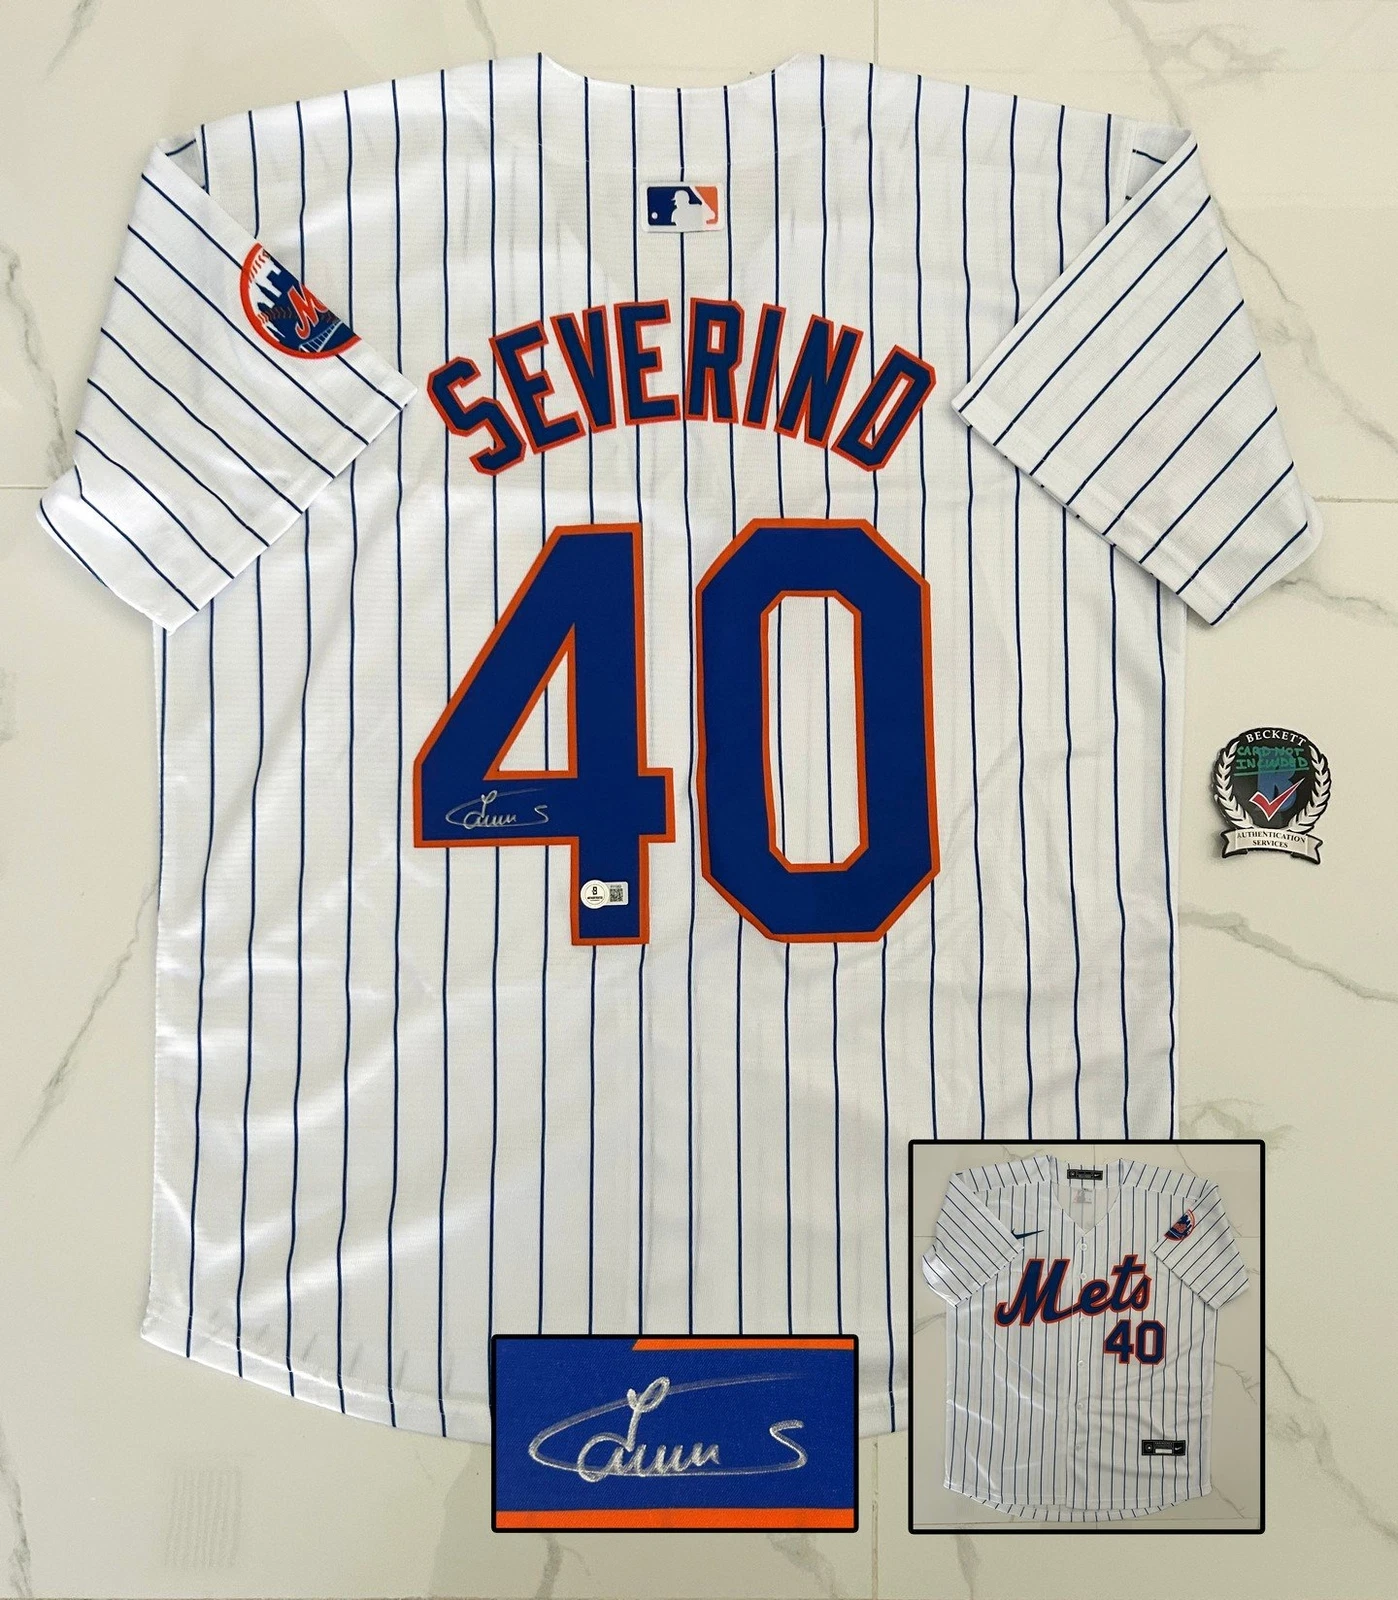 SEVERINO
40
BECKETT
CARD NOT
INCLUDED
AUTHENTICATION
SERVICES
Mets
40